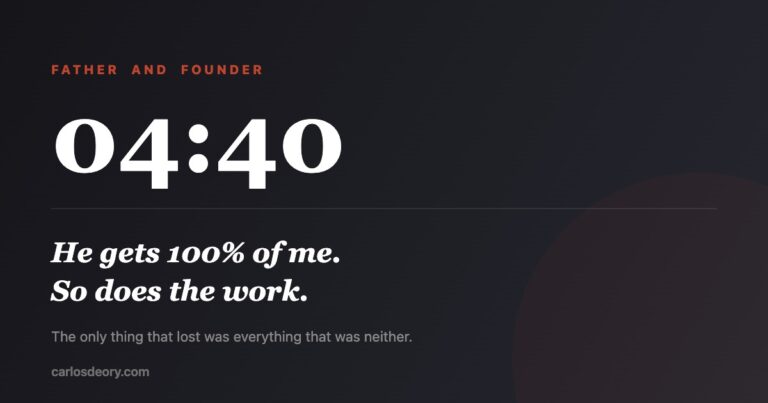 FATHER AND FOUNDER
04:40
He gets 100% of me.
So does the work.
The only thing that lost was everything that was neither.
carlosdeory.com